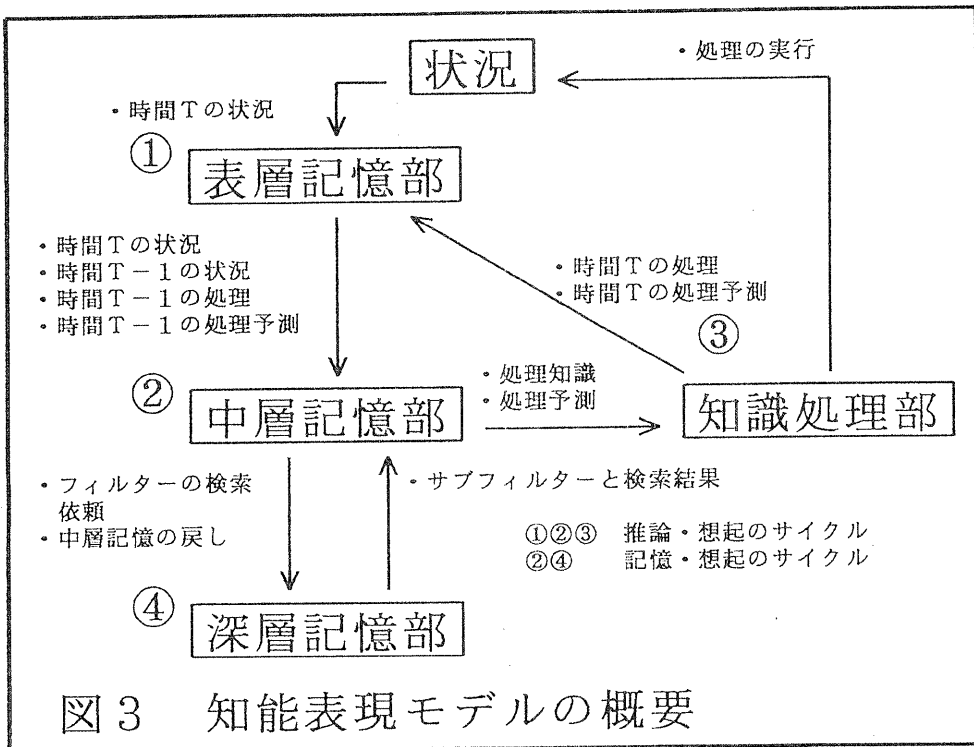 状況
・処理の実行
・時間Tの状況
①
表層記憶部
・時間Tの状況
・時間T−1の状況
・時間T−1の処理
・時間T−1の処理予測
・時間Tの処理
・時間Tの処理予測
③
②
中層記憶部
・処理知識
・処理予測
知識処理部
・フィルターの検索
依頼
・中層記憶の戻し
・サブフィルターと検索結果
①②③ 推論・想起のサイクル
②④ 記憶・想起のサイクル
④
深層記憶部
図3 知能表現モデルの概要